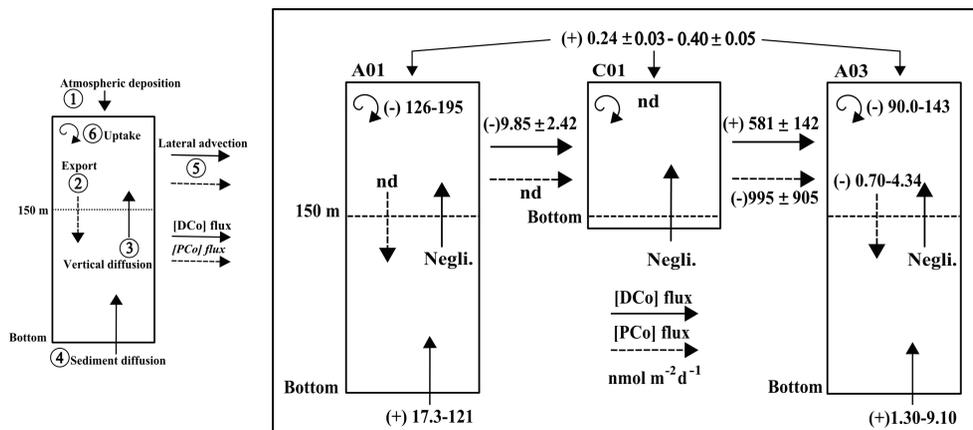 Atmospheric deposition
①
⑥ Uptake
Export
②
Lateral advection
⑤
150 m
③
Vertical diffusion
[DCo] flux
[PCo] flux
Bottom
④ Sediment diffusion
(+) 0.24 ± 0.03 - 0.40 ± 0.05
A01
(-) 126-195
nd
150 m
Negli.
Bottom
(+) 17.3-121
(-)9.85 ± 2.42
nd
C01
nd
Bottom
Negli.
[DCo] flux
[PCo] flux
nmol m-2d-1
(+) 581 ± 142
(-)995 ± 905
A03
(-) 90.0-143
(-) 0.70-4.34
Negli.
Bottom
(+)1.30-9.10